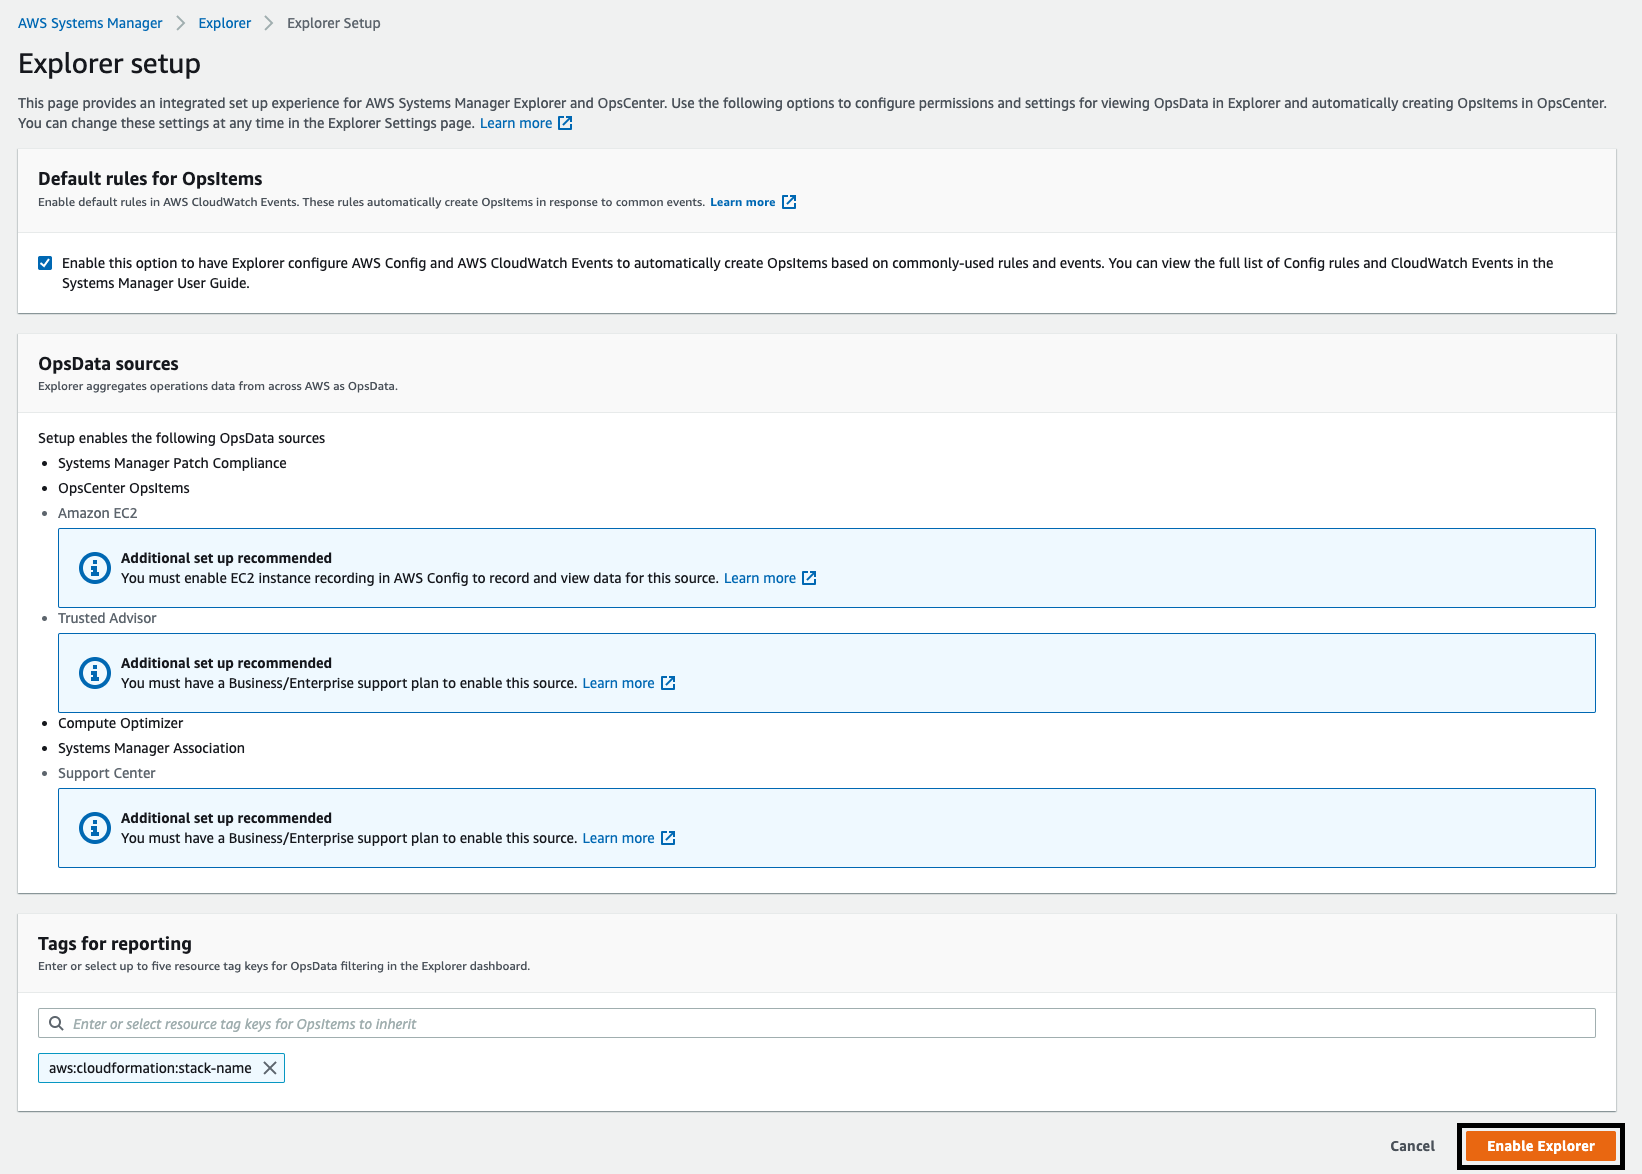 AWS Systems Manager > Explorer > Explorer Setup
Explorer setup
This page provides an integrated set up experience for AWS Systems Manager Explorer and OpsCenter. Use the following options to configure permissions and settings for viewing OpsData in Explorer and automatically creating OpsItems in OpsCenter.
You can change these settings at any time in the Explorer Settings page. Learn more
Default rules for OpsItems
Enable default rules in AWS CloudWatch Events. These rules automatically create OpsItems in response to common events. Learn more
Enable this option to have Explorer configure AWS Config and AWS CloudWatch Events to automatically create OpsItems based on commonly-used rules and events. You can view the full list of Config rules and CloudWatch Events in the
Systems Manager User Guide.
OpsData sources
Explorer aggregates operations data from across AWS as OpsData.
Setup enables the following OpsData sources
• Systems Manager Patch Compliance
• OpsCenter OpsItems
• Amazon EC2
Additional set up recommended
You must enable EC2 instance recording in AWS Config to record and view data for this source. Learn more
• Trusted Advisor
Additional set up recommended
You must have a Business/Enterprise support plan to enable this source. Learn more
• Compute Optimizer
• Systems Manager Association
• Support Center
Additional set up recommended
You must have a Business/Enterprise support plan to enable this source. Learn more
Tags for reporting
Enter or select up to five resource tag keys for OpsData filtering in the Explorer dashboard.
Enter or select resource tag keys for OpsItems to inherit
aws:cloudformation:stack-name
Cancel
Enable Explorer